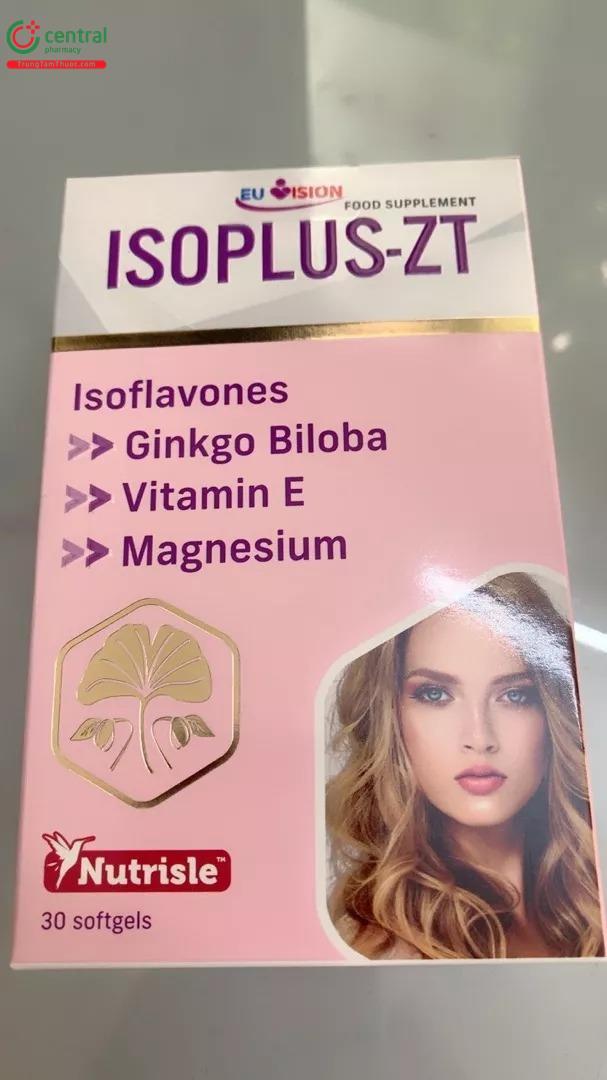 central
pharmacy
TrungTamThuoc.com
EU VISION
FOOD SUPPLEMENT
ISOPLUS-ZT
Isoflavones
>> Ginkgo Biloba
>> Vitamin E
>> Magnesium
Nutrisle™
30 softgels